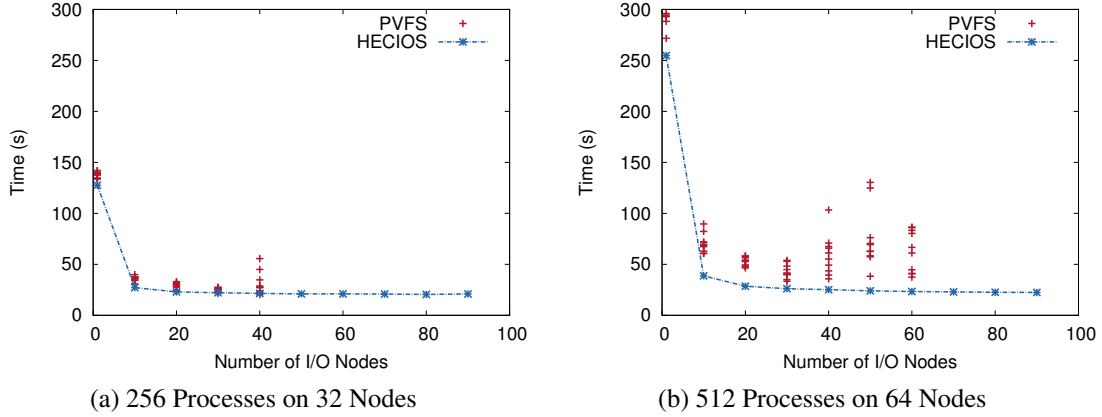 300
250
200
150
100
50
0
Time (s)
PVFS
HECIOS
0 20 40 60 80 100
Number of I/O Nodes
(a) 256 Processes on 32 Nodes
300
250
200
150
100
50
0
Time (s)
PVFS
HECIOS
0 20 40 60 80 100
Number of I/O Nodes
(b) 512 Processes on 64 Nodes